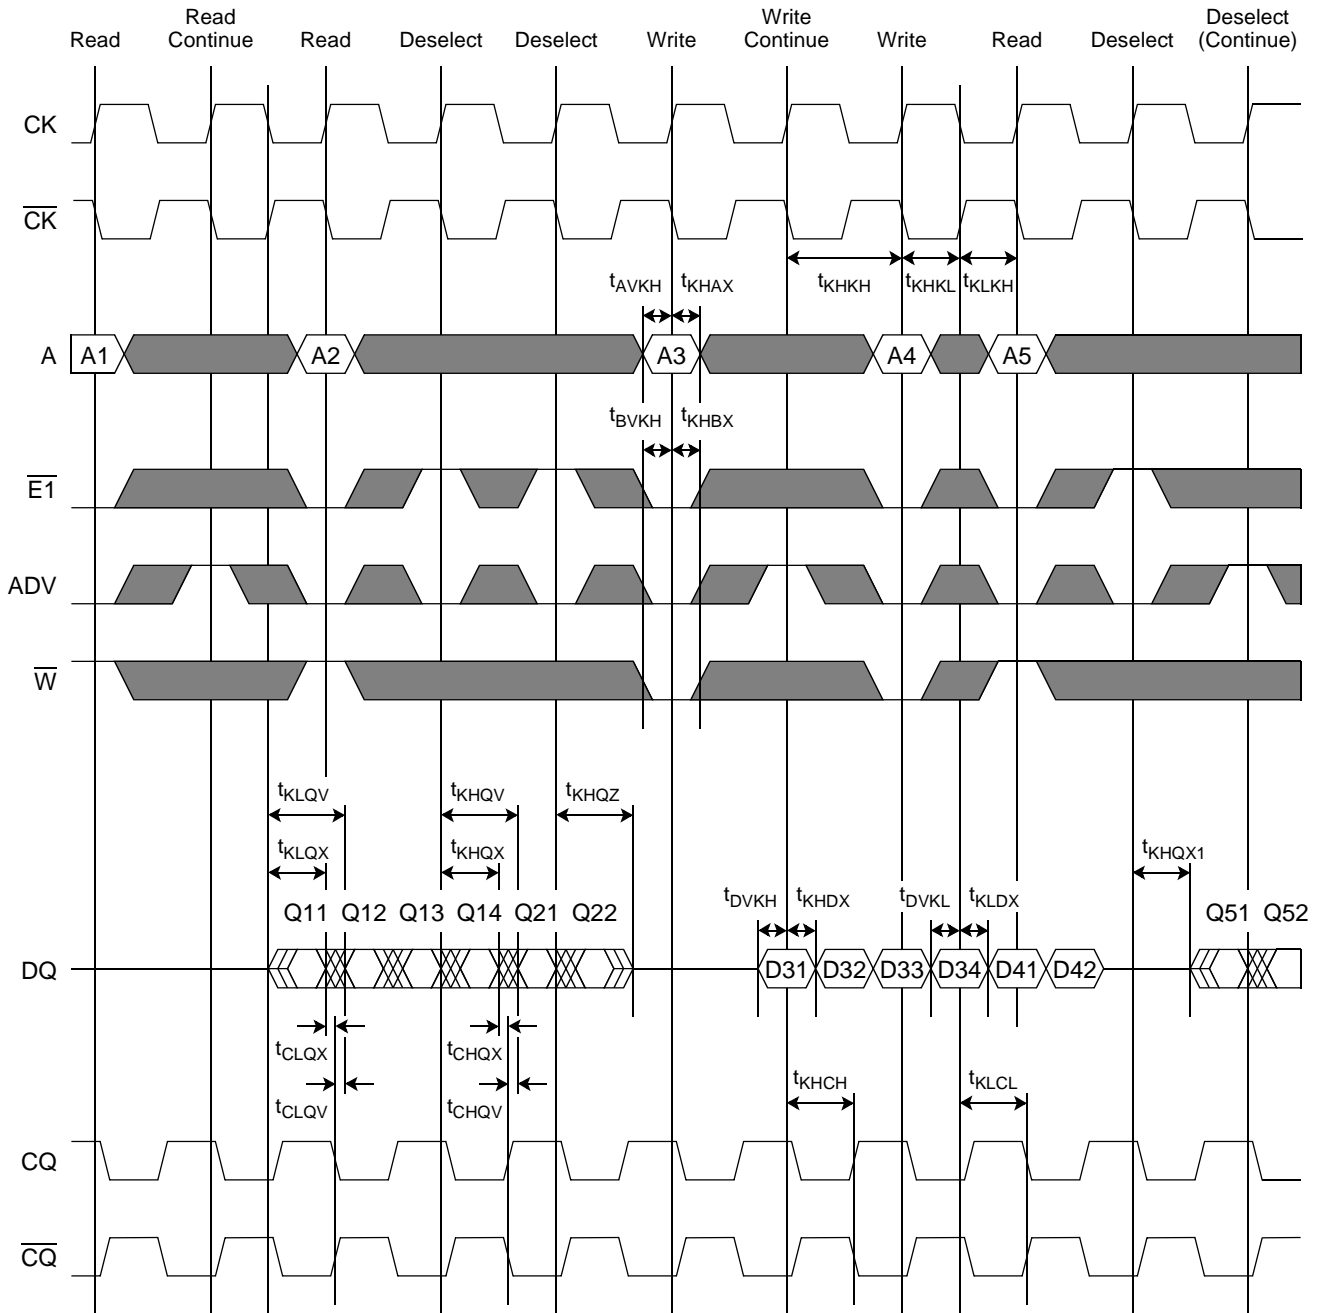 Read
Read Continue
Read
Deselect
Deselect
Write
Write Continue
Write
Read
Deselect
Deselect (Continue)
CK
C̅K̅
tKHKH
tKHKL
tKLKH
tAVKH
tKHAX
A
A1
A2
A3
A4
A5
tBVKH
tKHBX
E̅1̅
ADV
W̅
tKLQV
tKHQV
tKHQZ
tKLQX
tKHQX
tKHQX1
tDVKH
tKHDX
tDVKL
tKLDX
Q11
Q12
Q13
Q14
Q21
Q22
Q51
Q52
DQ
D31
D32
D33
D34
D41
D42
tCLQX
tCHQX
tKHCH
tKLCL
tCLQV
tCHQV
CQ
C̅Q̅